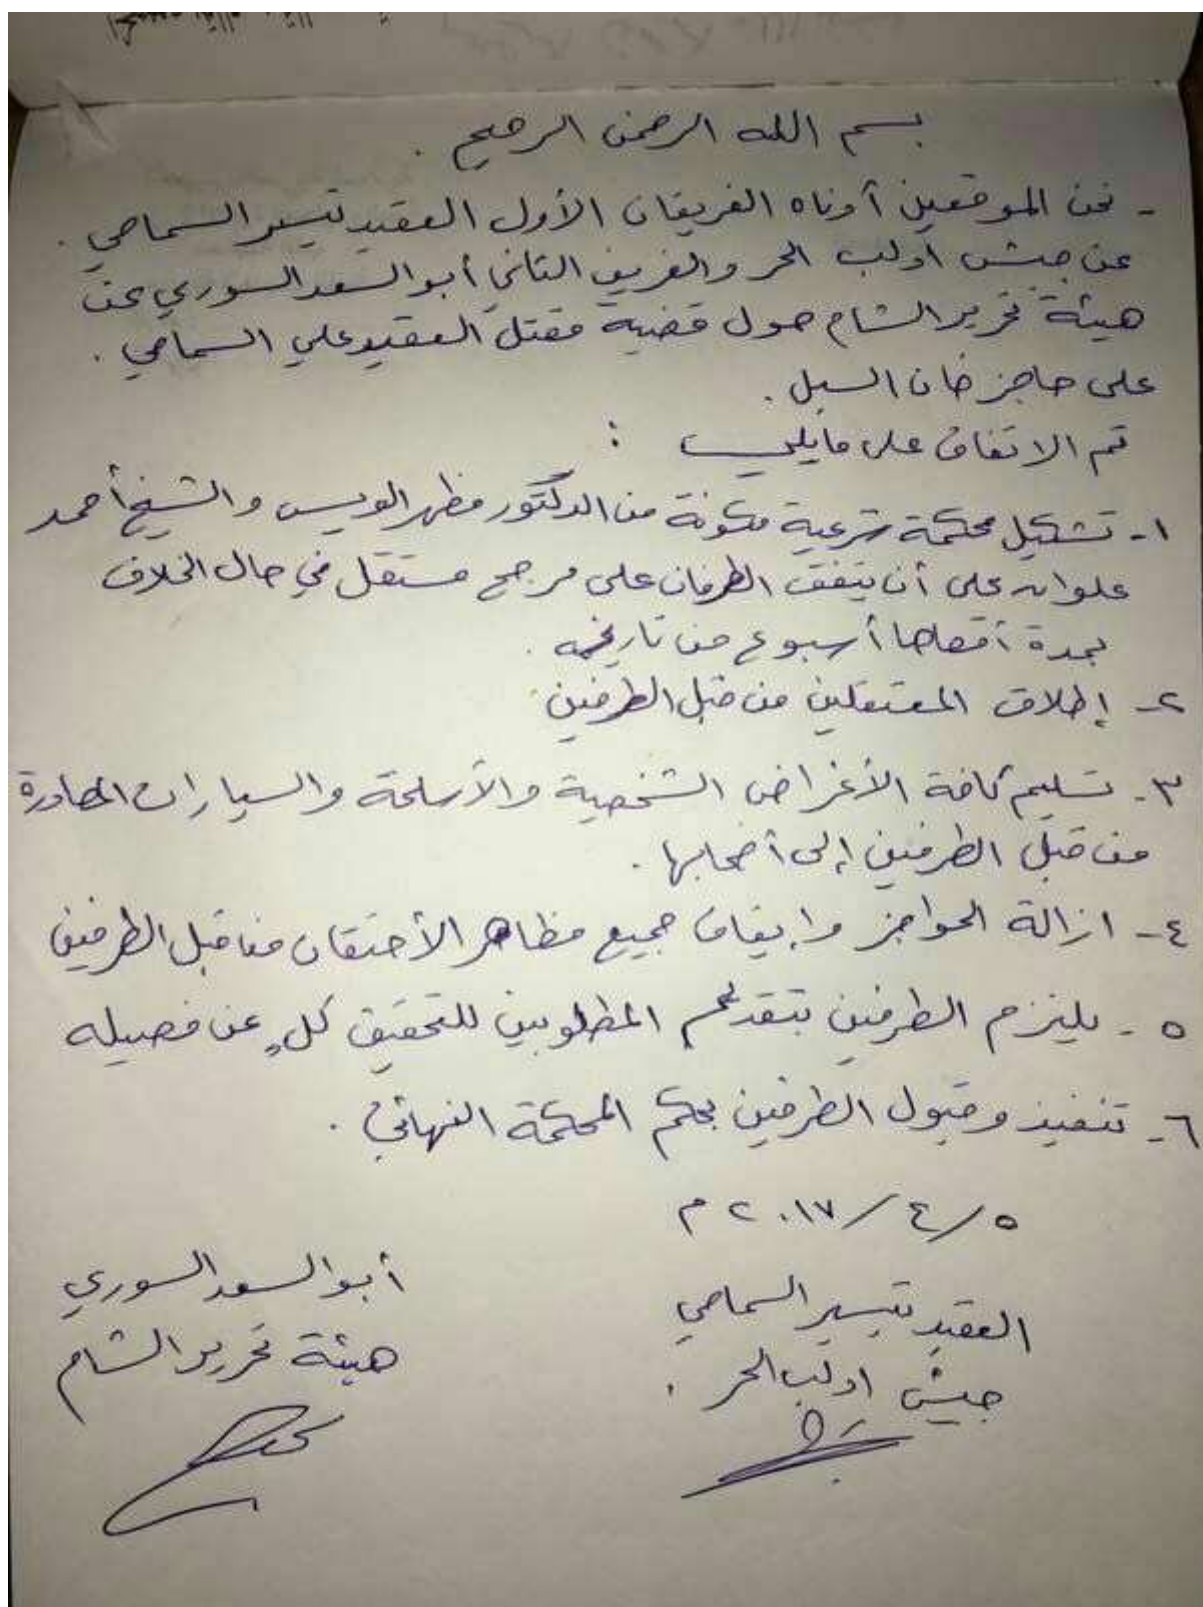 بسم الله الرحمن الرحيم .
- نحن الموقعين أدناه الفريقان الأول العقيد تيسير السماحي .
عن جيش ادلب الحر والفريق الثاني أبو السعد السوري عن
هيئة تحرير الشام حول قضية مقتل العقيد علي السماحي .
على حاجز خان السبل .
تم الاتفاق على مايلي :
١- تشكيل محكمة شرعية مكونة من الدكتور مظهر الويس والشيخ أحمد
علوان على أن يتفق الطرفان على مرجح مستقل في حال الخلاف
بمدة أقصاها أسبوع من تاريخه .
٢- إطلاق المعتقلين من قبل الطرفين .
٣- تسليم كافة الأغراض الشخصية والأسلحة والسيارات المصادرة
من قبل الطرفين إلى أصحابها .
٤- ازالة الحواجز وإيقاف جميع مظاهر الأحتقان من قبل الطرفين
٥- يلتزم الطرفين بتقديم المطلوبين للتحقيق كلٍ عن فصيله
٦- تنفيذ وقبول الطرفين بحكم المحكمة النهائي .
٥/٤/٢٠١٧ م
العقيد تيسير السماحي
جيش ادلب الحر .
أبو السعد السوري
هيئة تحرير الشام